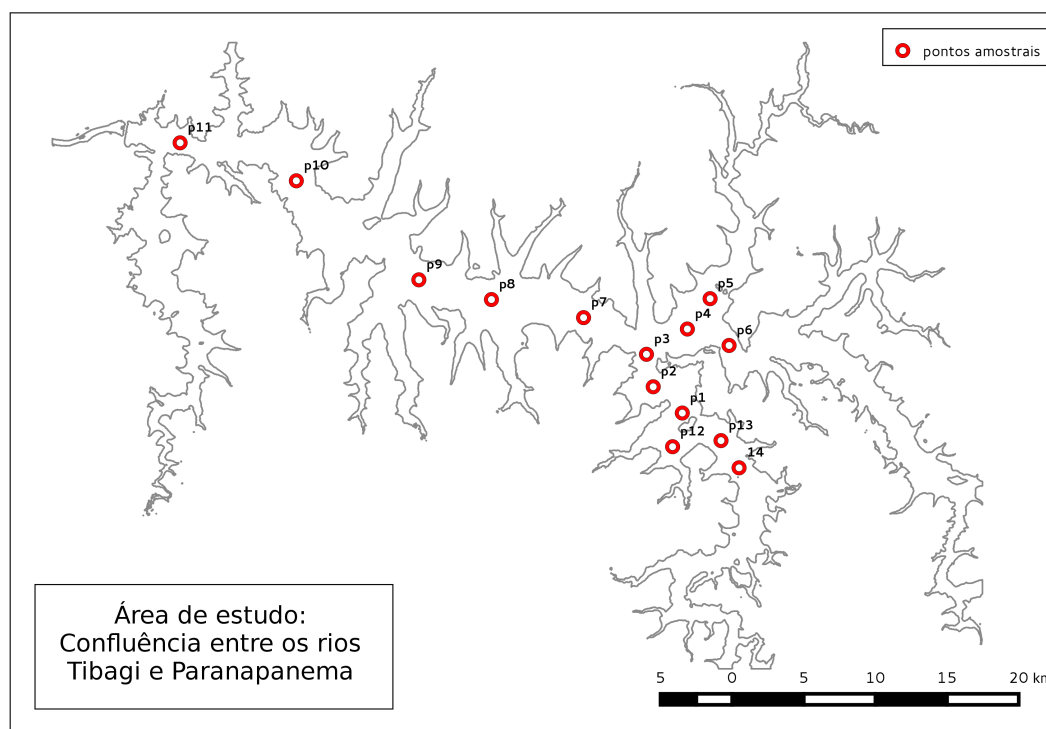 pontos amostrais
p11
p10
p9
p5
p8
p7
p4
p6
p3
p2
p1
p12
p13
14
Área de estudo:
Confluência entre os rios
Tibagi e Paranapanema
5 0 5 10 15 20 km